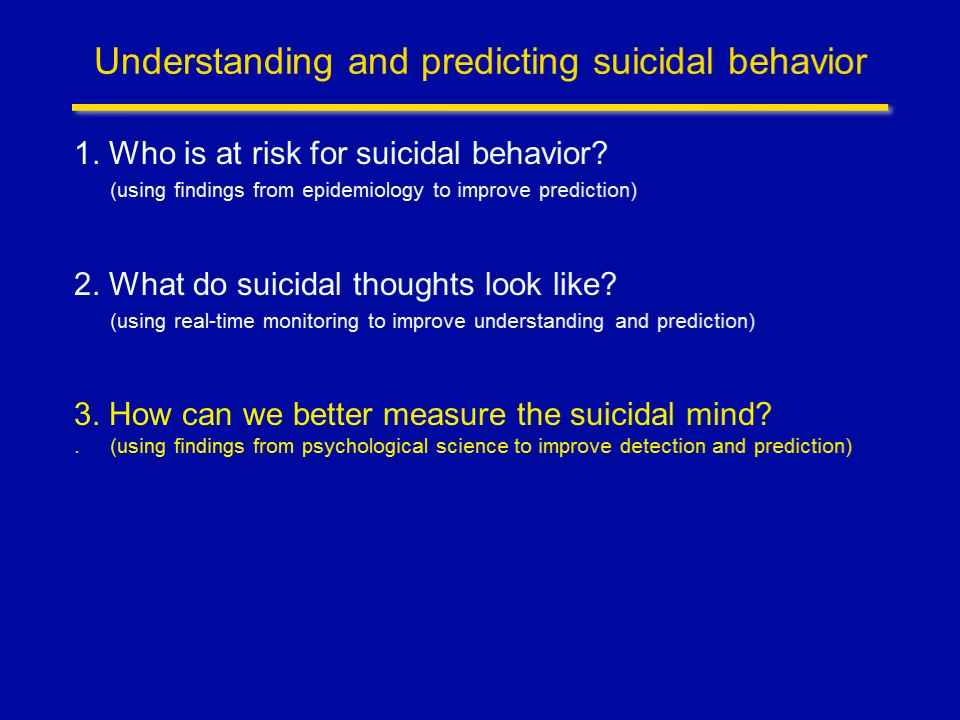 Understanding and predicting suicidal behavior
1. Who is at risk for suicidal behavior?
(using findings from epidemiology to improve prediction)
2. What do suicidal thoughts look like?
(using real-time monitoring to improve understanding and prediction)
3. How can we better measure the suicidal mind?
. (using findings from psychological science to improve detection and prediction)